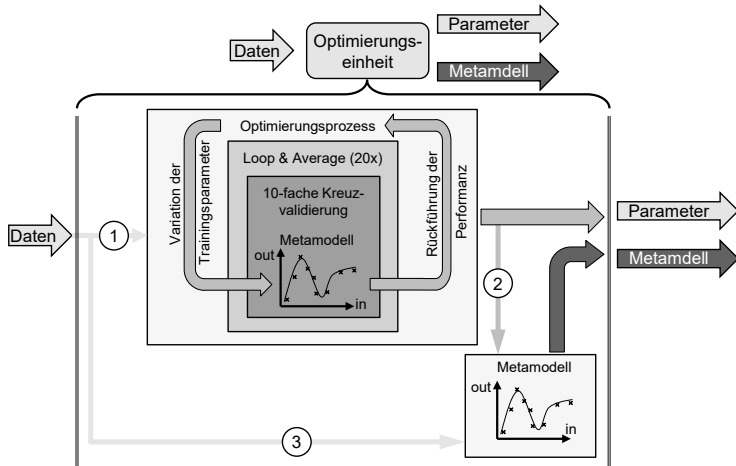 Parameter
Daten
Optimierungs-
einheit
Metamdell
Optimierungsprozess
Loop & Average (20x)
Variation der
Trainingsparameter
10-fache Kreuz-
validierung
Metamodell
out
in
Rückführung der
Performanz
Daten
1
2
3
Parameter
Metamdell
Metamodell
out
in